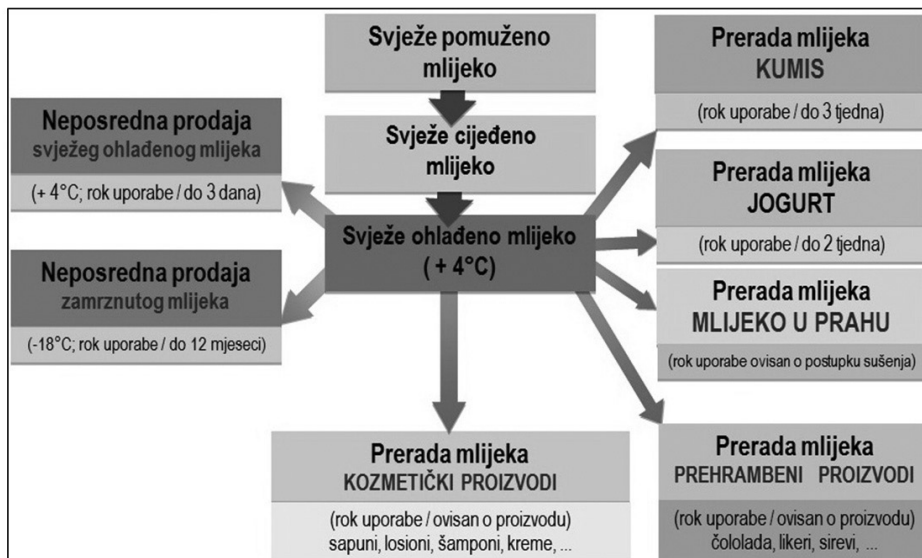 Svježe pomuženo
mlijeko
Svježe cijeđeno
mlijeko
Svježe ohlađeno mlijeko
( + 4°C)
Neposredna prodaja
svježeg ohlađenog mlijeka
(+ 4°C; rok uporabe / do 3 dana)
Neposredna prodaja
zamrznutog mlijeka
(-18°C; rok uporabe / do 12 mjeseci)
Prerada mlijeka
KUMIS
(rok uporabe / do 3 tjedna)
Prerada mlijeka
JOGURT
(rok uporabe / do 2 tjedna)
Prerada mlijeka
MLIJEKO U PRAHU
(rok uporabe ovisan o postupku sušenja)
Prerada mlijeka
KOZMETIČKI PROIZVODI
(rok uporabe / ovisan o proizvodu)
sapuni, losioni, šamponi, kreme, ...
Prerada mlijeka
PREHRAMBENI PROIZVODI
(rok uporabe / ovisan o proizvodu)
čololada, likeri, sirevi, ...